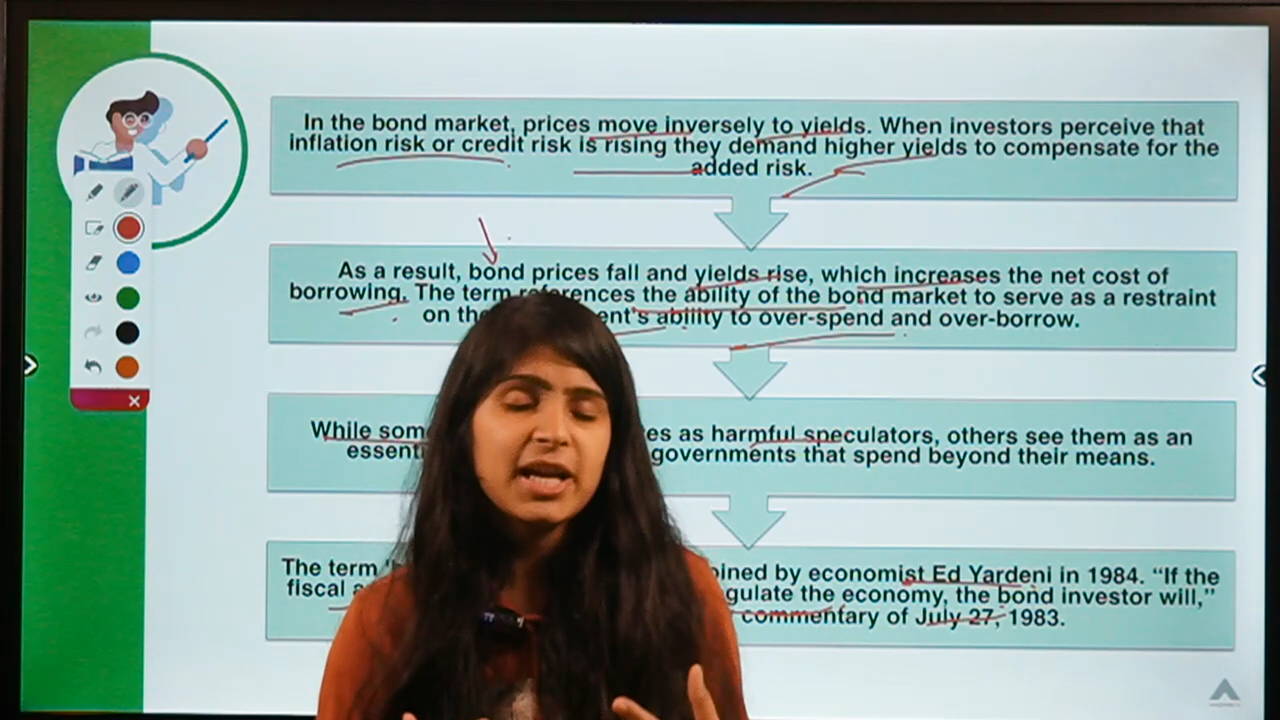 In the bond market, prices move inversely to yields. When investors perceive that
inflation risk or credit risk is rising they demand higher yields to compensate for the
added risk.
As a result, bond prices fall and yields rise, which increases the net cost of
borrowing. The term references the ability of the bond market to serve as a restraint
on the ent's ability to over-spend and over-borrow.
While some es as harmful speculators, others see them as an
governments that spend beyond their means.
The term oined by economist Ed Yardeni in 1984. “If the
fiscal gulate the economy, the bond investor will,”
commentary of July 27, 1983.